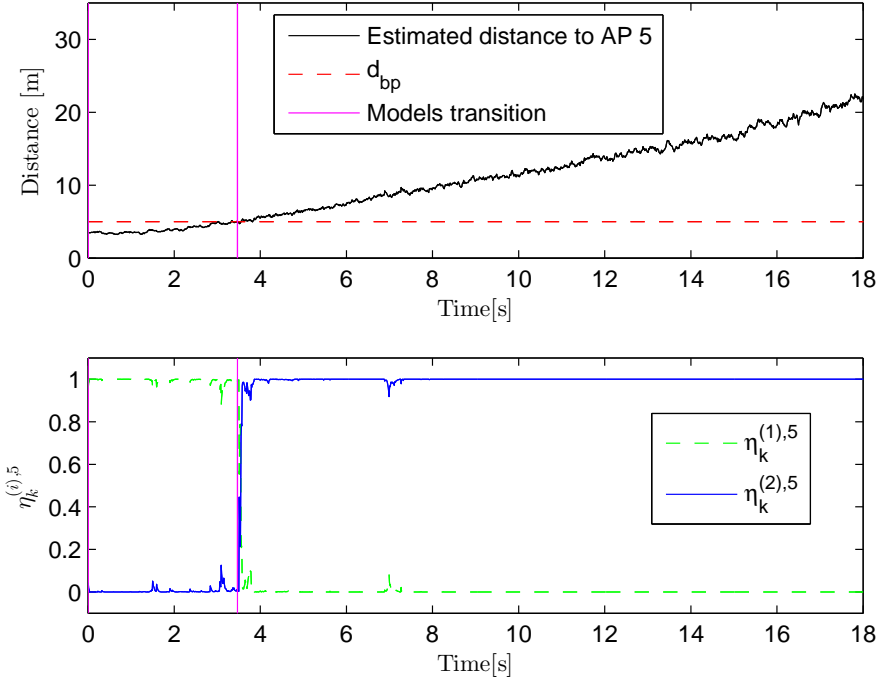 30
20
10
0
Distance [m]
Estimated distance to AP 5
d_bp
Models transition
0 2 4 6 8 10 12 14 16 18
Time[s]
1
0.8
0.6
0.4
0.2
0
η_k^(i),5
η_k^(1),5
η_k^(2),5
0 2 4 6 8 10 12 14 16 18
Time[s]